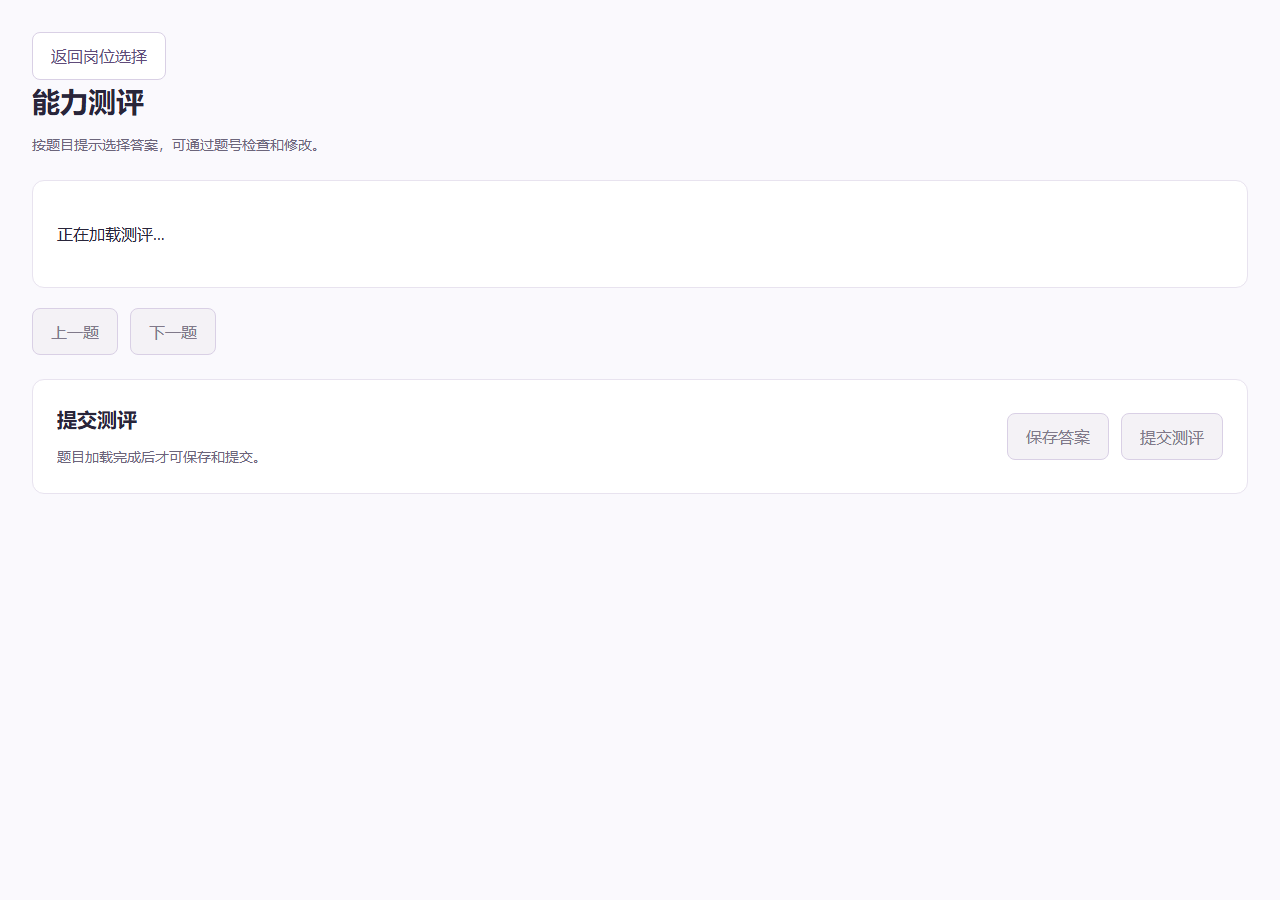 返回岗位选择
能力测评
按题目提示选择答案，可通过题号检查和修改。
正在加载测评...
上一题
下一题
提交测评
题目加载完成后才可保存和提交。
保存答案
提交测评